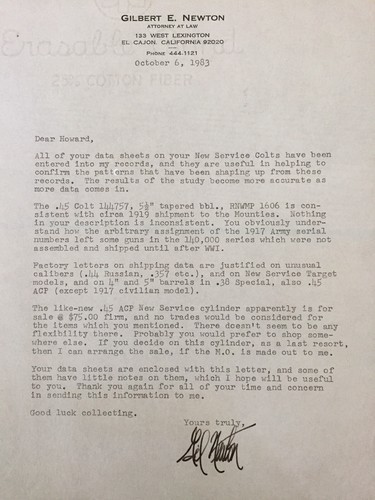 GILBERT E. NEWTON
ATTORNEY AT LAW
133 WEST LEXINGTON
EL CAJON, CALIFORNIA 92020
PHONE 444-1121
October 6, 1983
25% COTTON FIBER
Dear Howard,
All of your data sheets on your New Service Colts have been
entered into my records, and they are useful in helping to
confirm the patterns that have been shaping up from these
records. The results of the study become more accurate as
more data comes in.
The .45 Colt 144757, 5½" tapered bbl., RNWMP 1606 is con-
sistent with circa 1919 shipment to the Mounties. Nothing
in your description is inconsistent. You obviously under-
stand how the arbitrary assignment of the 1917 Army serial
numbers left some guns in the 140,000 series which were not
assembled and shipped until after WWI.
Factory letters on shipping data are justified on unusual
calibers (.44 Russian, .357 etc.), and on New Service Target
models, and on 4" and 5" barrels in .38 Special, also .45
ACP (except 1917 civilian model).
The like-new .45 ACP New Service cylinder apparently is for
sale @ $75.00 firm, and no trades would be considered for
the items which you mentioned. There doesn't seem to be any
flexibility there. Probably you would prefer to shop some-
where else. If you decide on this cylinder, as a last resort,
then I can arrange the sale, if the M.O. is made out to me.
Your data sheets are enclosed with this letter, and some of
them have little notes on them, which I hope will be useful
to you. Thank you again for all of your time and concern
in sending this information to me.
Good luck collecting.
Yours truly,
Gil Newton